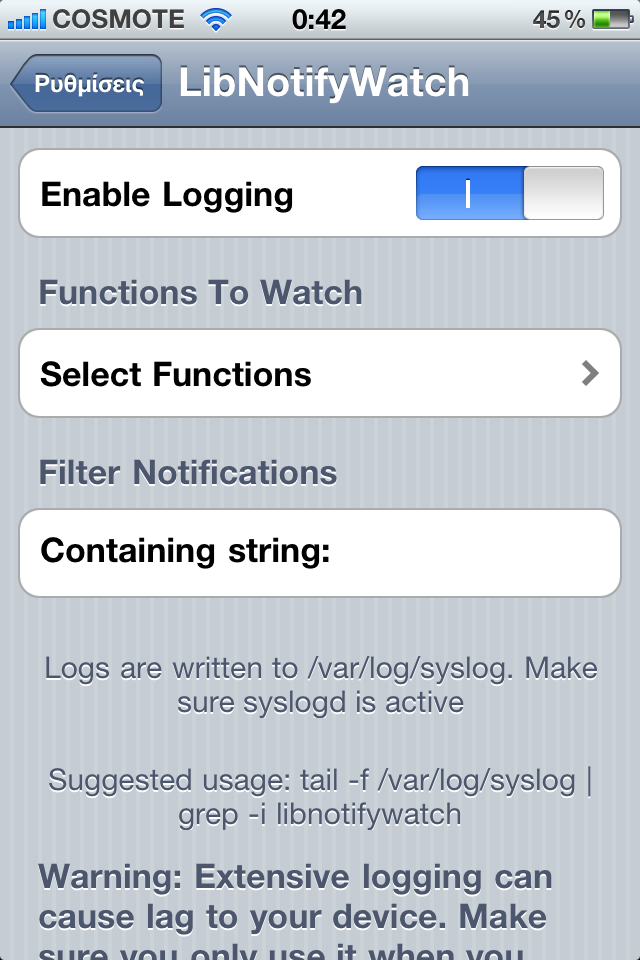 COSMOTE 0:42 45 %
Ρυθμίσεις LibNotifyWatch
Enable Logging
Functions To Watch
Select Functions
Filter Notifications
Containing string:
Logs are written to /var/log/syslog. Make
sure syslogd is active
Suggested usage: tail -f /var/log/syslog |
grep -i libnotifywatch
Warning: Extensive logging can
cause lag to your device. Make
sure you only use it when you